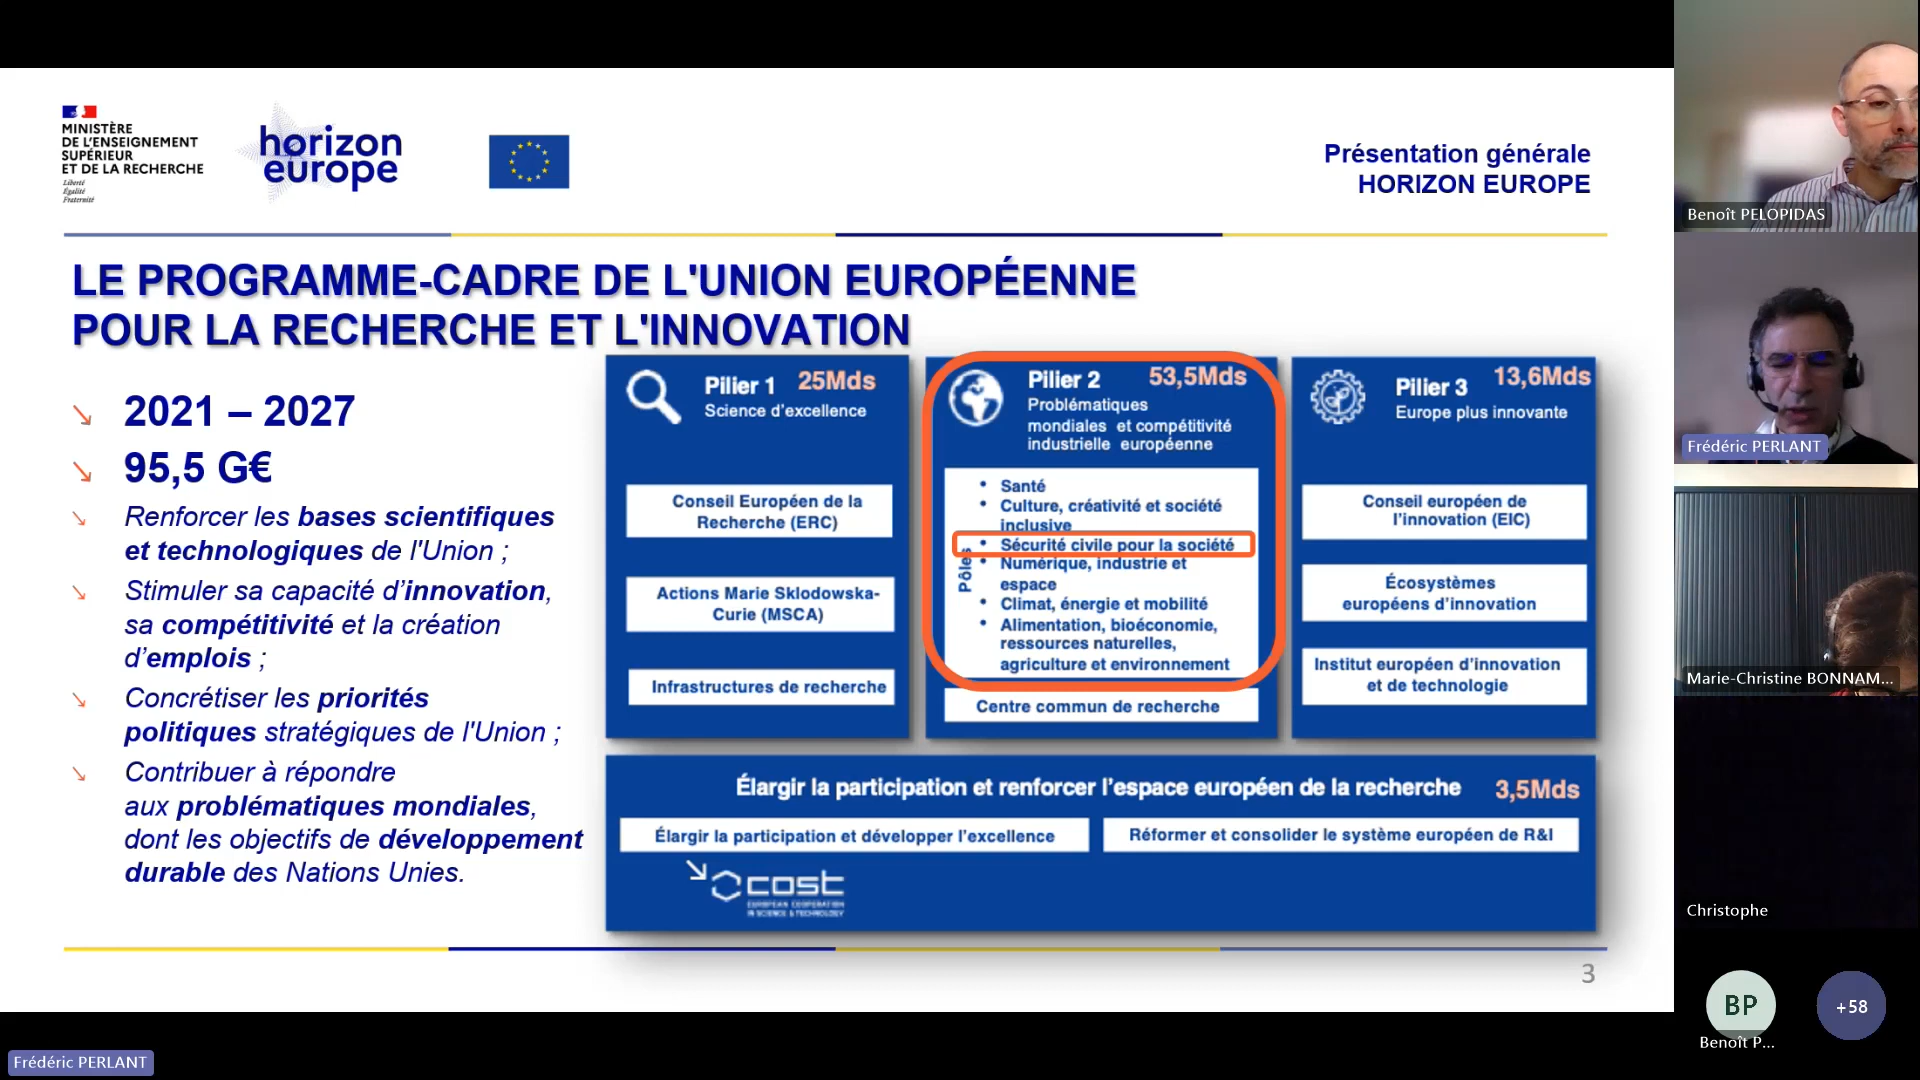 MINISTÈRE
DE L'ENSEIGNEMENT
SUPÉRIEUR
ET DE LA RECHERCHE
Liberté
Égalité
Fraternité
horizon
europe
Présentation générale
HORIZON EUROPE
LE PROGRAMME-CADRE DE L'UNION EUROPÉENNE
POUR LA RECHERCHE ET L'INNOVATION
2021 – 2027
95,5 G€
Renforcer les bases scientifiques
et technologiques de l'Union ;
Stimuler sa capacité d’innovation,
sa compétitivité et la création
d’emplois ;
Concrétiser les priorités
politiques stratégiques de l'Union ;
Contribuer à répondre
aux problématiques mondiales,
dont les objectifs de développement
durable des Nations Unies.
Pilier 1 25Mds
Science d’excellence
Conseil Européen de la
Recherche (ERC)
Actions Marie Sklodowska-
Curie (MSCA)
Infrastructures de recherche
Pilier 2 53,5Mds
Problématiques
mondiales et compétitivité
industrielle européenne
Pôles
• Santé
• Culture, créativité et société
inclusive
• Sécurité civile pour la société
• Numérique, industrie et
espace
• Climat, énergie et mobilité
• Alimentation, bioéconomie,
ressources naturelles,
agriculture et environnement
Centre commun de recherche
Pilier 3 13,6Mds
Europe plus innovante
Conseil européen de
l’innovation (EIC)
Écosystèmes
européens d’innovation
Institut européen d’innovation
et de technologie
Élargir la participation et renforcer l’espace européen de la recherche 3,5Mds
Élargir la participation et développer l’excellence
Réformer et consolider le système européen de R&I
cost
EUROPEAN COOPERATION
IN SCIENCE & TECHNOLOGY
3
Benoît PELOPIDAS
Frédéric PERLANT
Marie-Christine BONNAM...
Christophe
BP
Benoît P...
+58
Frédéric PERLANT